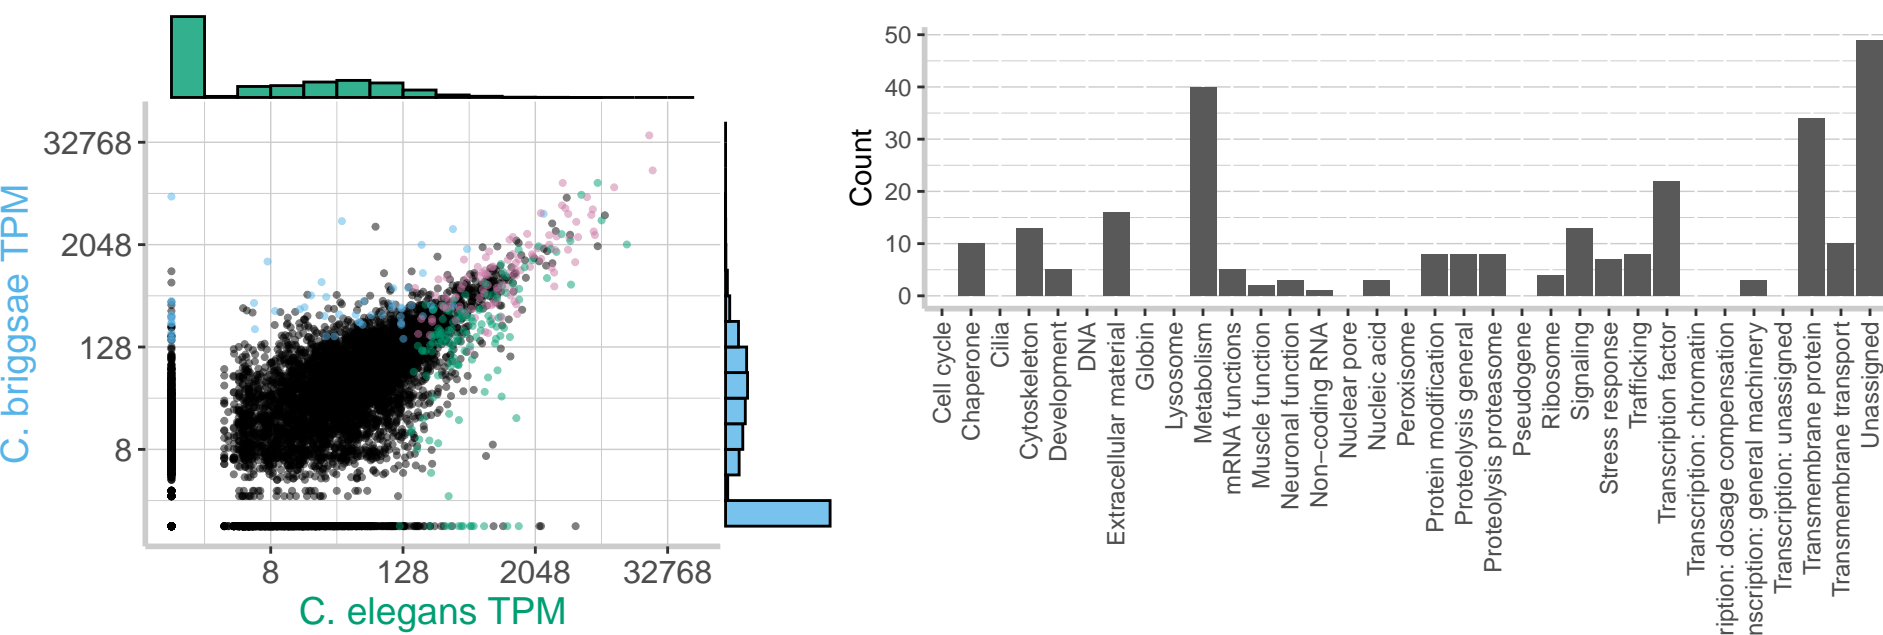 32768
2048
128
8
C. briggsae TPM
8 128 2048 32768
C. elegans TPM
50
40
30
20
10
0
Count
Cell cycle
Chaperone
Cilia
Cytoskeleton
Development
DNA
Extracellular material
Globin
Lysosome
Metabolism
mRNA functions
Muscle function
Neuronal function
Non−coding RNA
Nuclear pore
Nucleic acid
Peroxisome
Protein modification
Proteolysis general
Proteolysis proteasome
Pseudogene
Ribosome
Signaling
Stress response
Trafficking
Transcription factor
Transcription: chromatin
ription: dosage compensation
nscription: general machinery
Transcription: unassigned
Transmembrane protein
Transmembrane transport
Unassigned